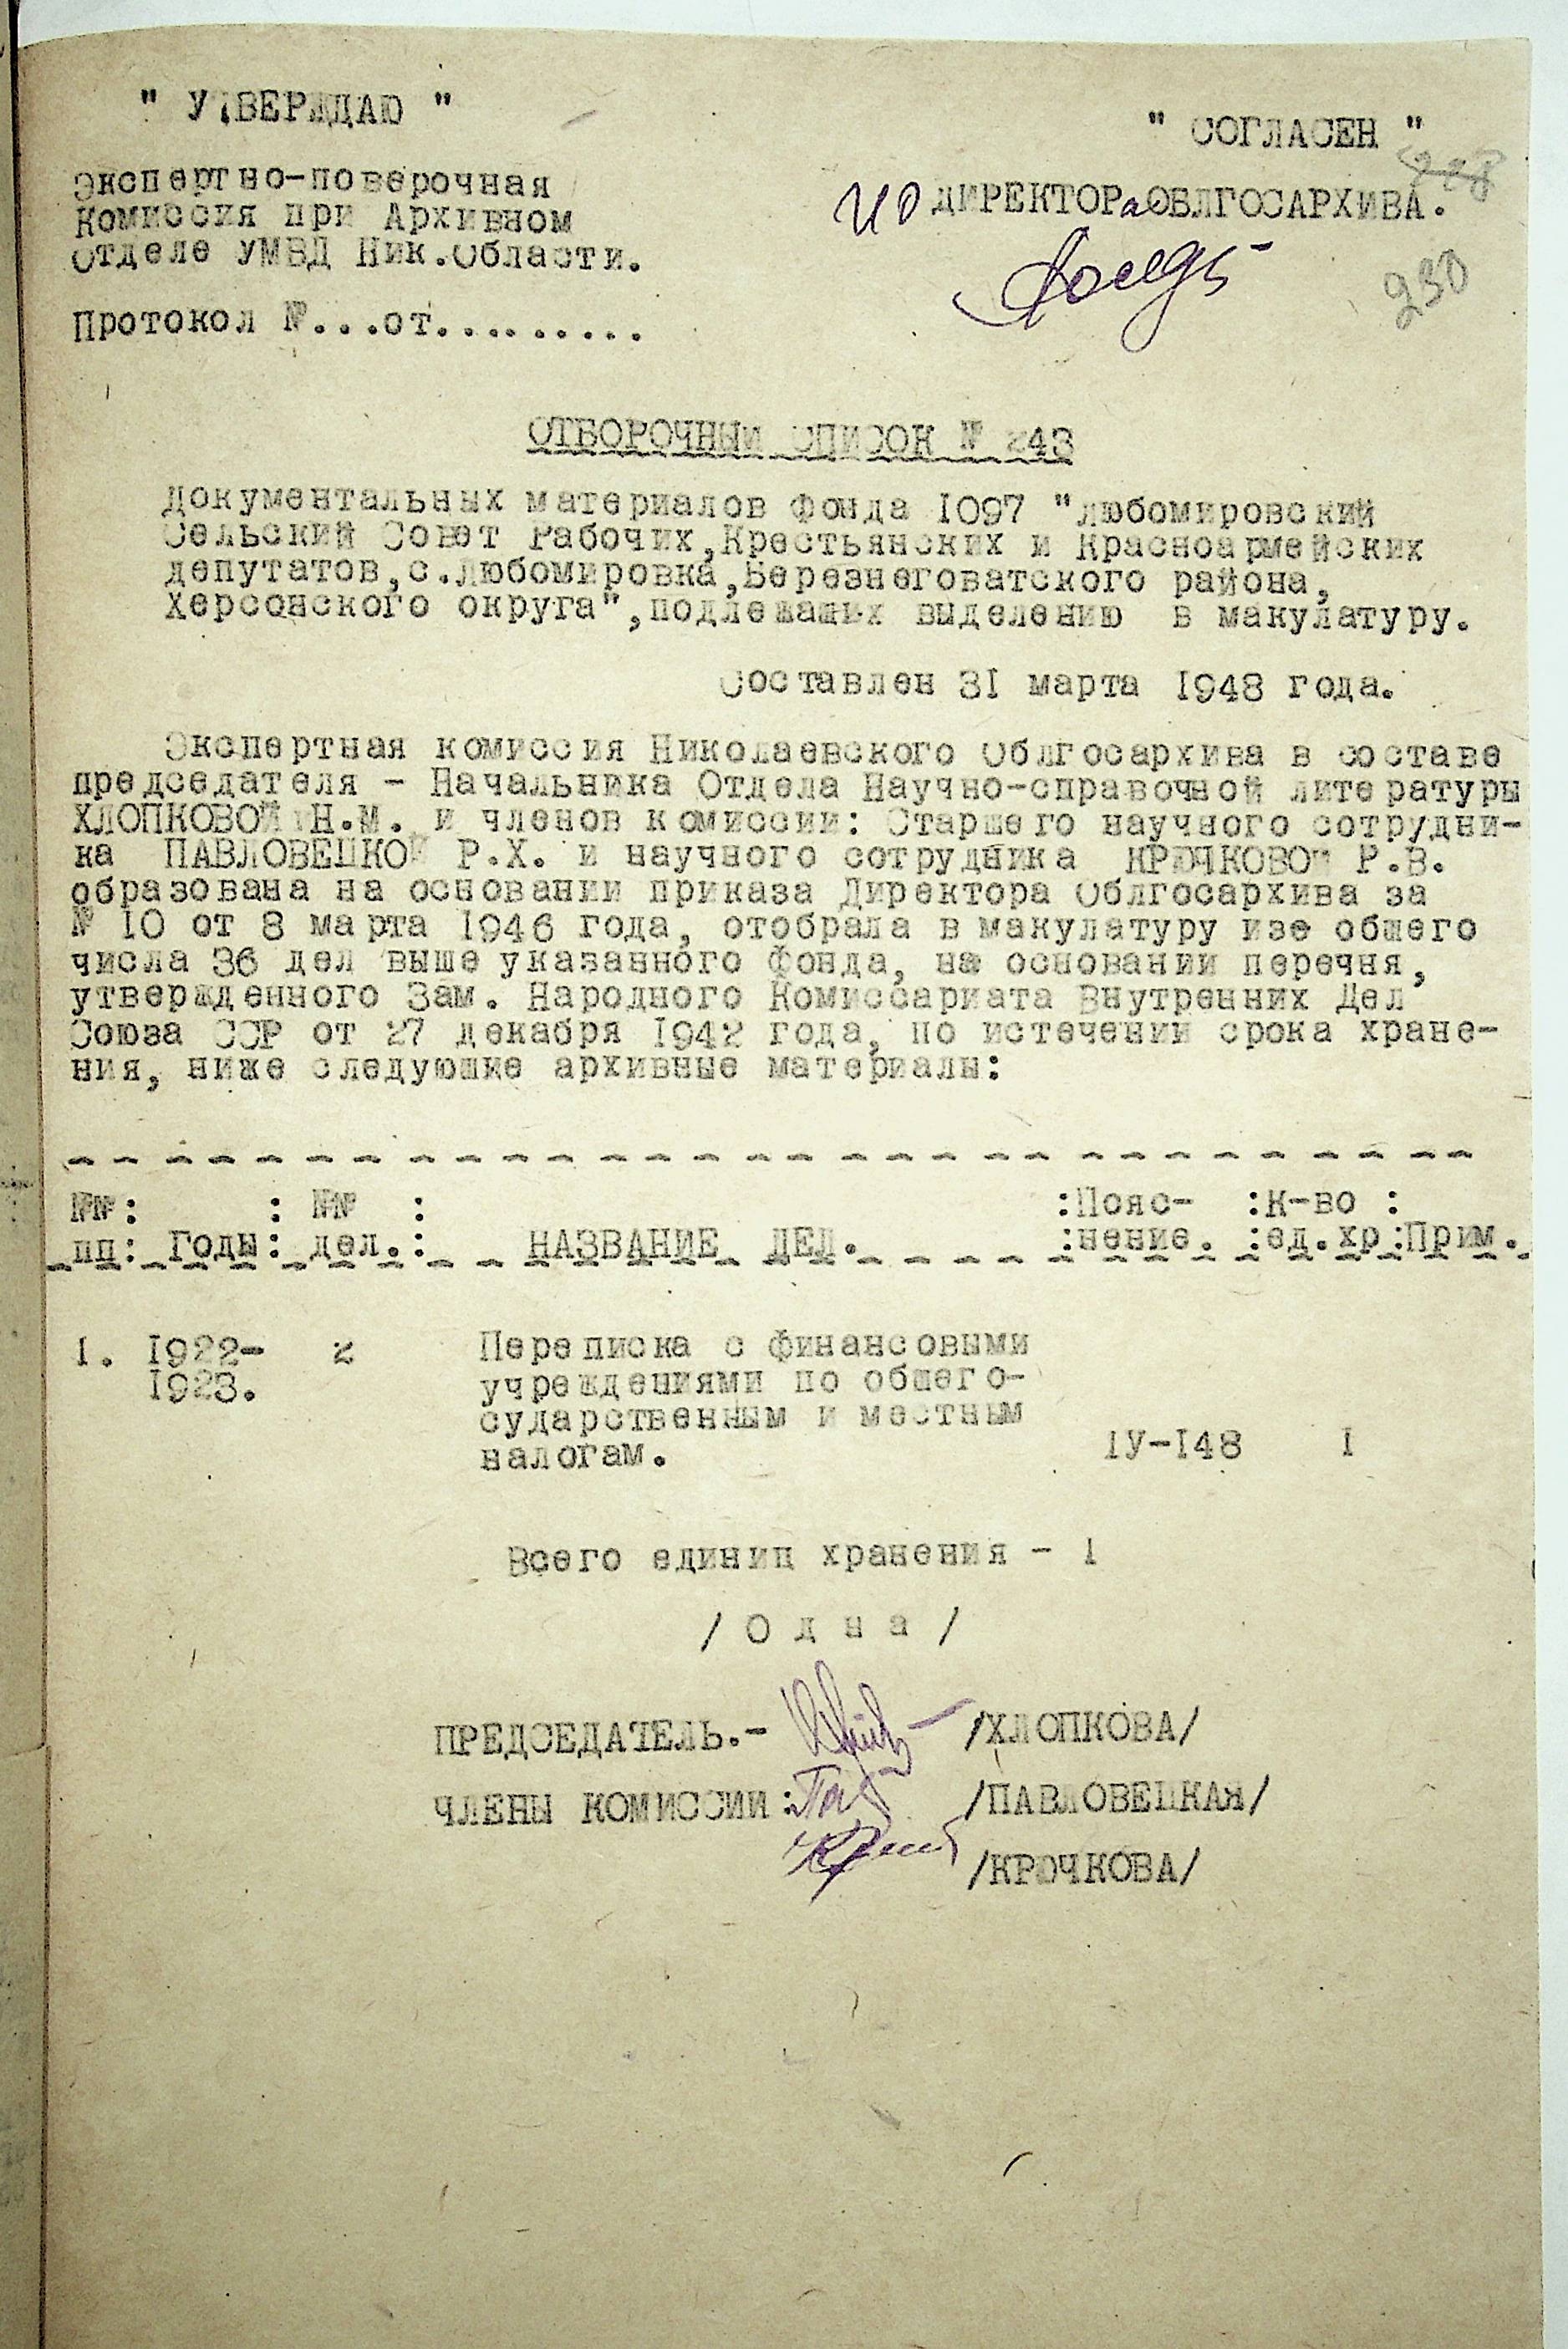 " УТВЕРЖДАЮ "
" СОГЛАСЕН "
Экспертно-поверочная
Комиссия при Архивном
Отделе УМВД Ник.Области.
ИО ДИРЕКТОРа ОБЛГОСАРХИВА.
230
Протокол №...от.........
ОТБОРОЧНЫЙ СПИСОК № 243
Документальных материалов Фонда 1097 "Любомировский
Сельский Совет Рабочих,Крестьянских и Красноармейских
депутатов,с.Любомировка,Березнеговатского района,
Херсонского округа",подлежащих выделению в макулатуру.
Составлен 31 марта 1948 года.
Экспертная комиссия Николаевского Облгосархива в составе
председателя - Начальника Отдела Научно-справочной литературы
ХЛОПКОВОЙ Н.М. и членов комиссии: Старшего научного сотрудни-
ка ПАВЛОВЕЦКОЙ Р.Х. и научного сотрудника КРЮЧКОВОЙ Р.В.
образована на основании приказа Директора Облгосархива за
№ 10 от 8 марта 1946 года, отобрала в макулатуру изе общего
числа 36 дел выше указанного фонда, на основании перечня,
утвержденного Зам. Народного Комиссариата Внутренних Дел
Союза ССР от 27 декабря 1942 года, по истечении срока хране-
ния, ниже следующие архивные материалы:
№№: : №№ : :Пояс- :К-во :
пп: Годы: дел.: НАЗВАНИЕ ДЕЛ. :нение. :ед.хр:Прим.
1. 1922- 2 Переписка с финансовыми
1923. учреждениями по общего-
сударственным и местным
налогам. 1У-148 1
Всего единиц хранения - 1
/ О д н а /
ПРЕДСЕДАТЕЛЬ.- /ХЛОПКОВА/
ЧЛЕНЫ КОМИССИИ: /ПАВЛОВЕЦКАЯ/
/КРЮЧКОВА/